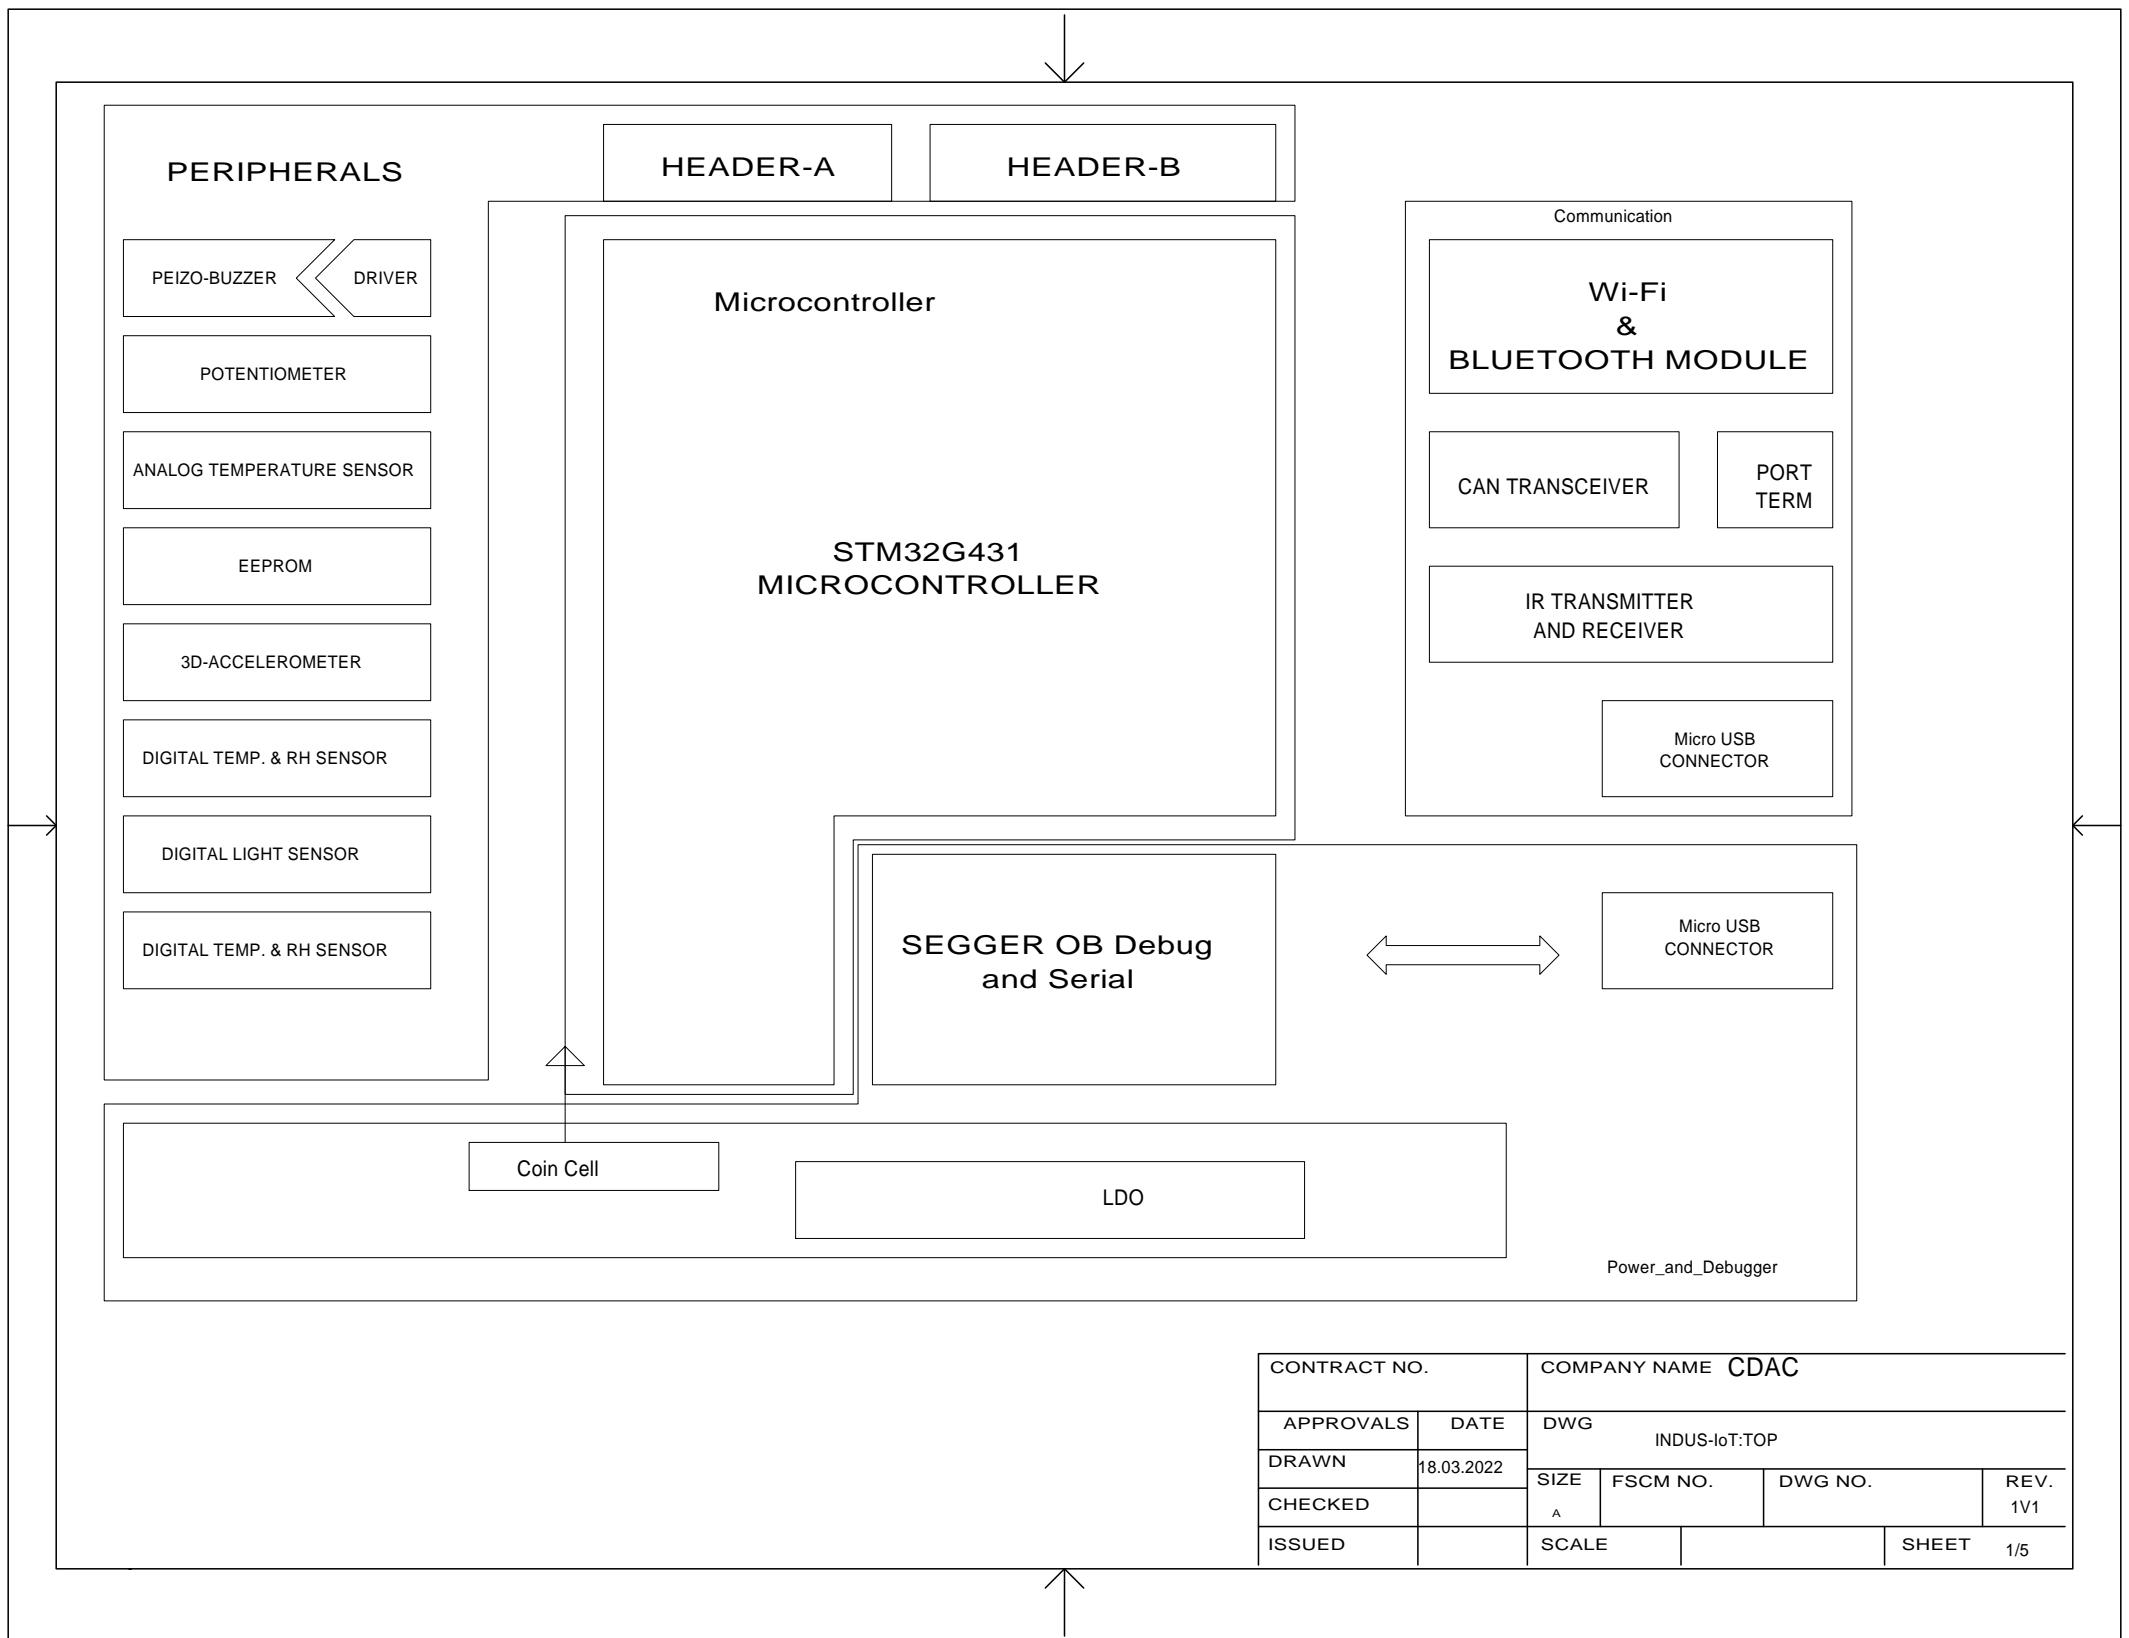 PERIPHERALS
HEADER-A
HEADER-B
PEIZO-BUZZER
DRIVER
POTENTIOMETER
ANALOG TEMPERATURE SENSOR
EEPROM
3D-ACCELEROMETER
DIGITAL TEMP. & RH SENSOR
DIGITAL LIGHT SENSOR
DIGITAL TEMP. & RH SENSOR
Microcontroller
STM32G431
MICROCONTROLLER
Communication
Wi-Fi
&
BLUETOOTH MODULE
CAN TRANSCEIVER
PORT
TERM
IR TRANSMITTER
AND RECEIVER
Micro USB
CONNECTOR
SEGGER OB Debug
and Serial
Micro USB
CONNECTOR
Coin Cell
LDO
Power_and_Debugger
CONTRACT NO.
COMPANY NAME CDAC
APPROVALS
DATE
DWG
INDUS-IoT:TOP
DRAWN
18.03.2022
SIZE
A
FSCM NO.
DWG NO.
REV.
1V1
CHECKED
ISSUED
SCALE
SHEET 1/5